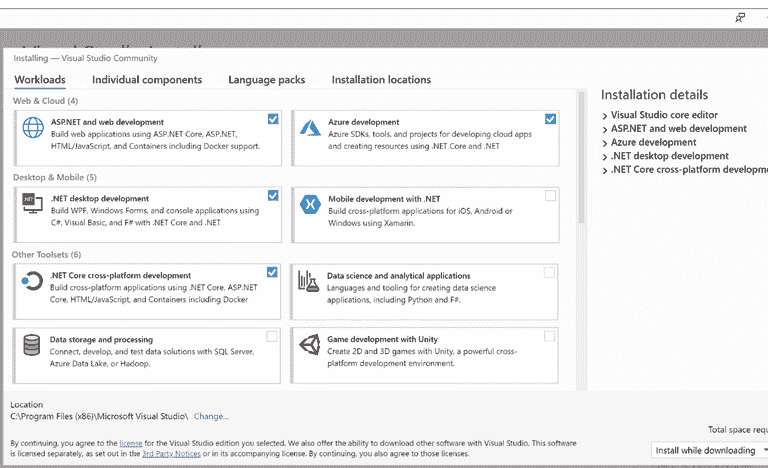 Installing — Visual Studio Community
Workloads Individual components Language packs Installation locations
Web & Cloud (4)
ASP.NET and web development
Build web applications using ASP.NET Core, ASP.NET,
HTML/JavaScript, and Containers including Docker support.
Azure development
Azure SDKs, tools, and projects for developing cloud apps
and creating resources using .NET Core and .NET
Desktop & Mobile (5)
.NET
.NET desktop development
Build WPF, Windows Forms, and console applications using
C#, Visual Basic, and F# with .NET Core and .NET
Mobile development with .NET
Build cross-platform applications for iOS, Android or
Windows using Xamarin.
Other Toolsets (6)
.NET Core cross-platform development
Build cross-platform applications using .NET Core, ASP.NET
Core, HTML/JavaScript, and Containers including Docker
Data science and analytical applications
Languages and tooling for creating data science
applications, including Python and F#.
Data storage and processing
Connect, develop, and test data solutions with SQL Server,
Azure Data Lake, or Hadoop.
Game development with Unity
Create 2D and 3D games with Unity, a powerful cross-
platform development environment.
Installation details
Visual Studio core editor
ASP.NET and web development
Azure development
.NET desktop development
.NET Core cross-platform developme
Location
C:\Program Files (x86)\Microsoft Visual Studio\ Change...
By continuing, you agree to the license for the Visual Studio edition you selected. We also offer the ability to download other software with Visual Studio. This software
is licensed separately, as set out in the 3rd Party Notices or in its accompanying license. By continuing, you also agree to those licenses.
Total space requ
Install while downloading